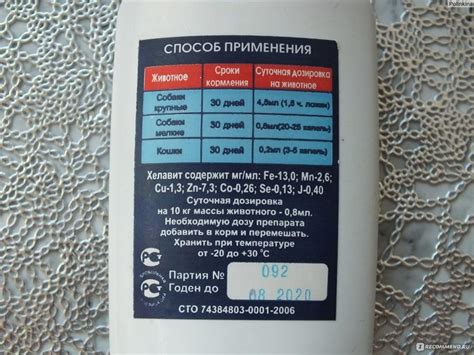 Polinkina
СПОСОБ ПРИМЕНЕНИЯ
Животное Сроки кормления Суточная дозировка на животное
Собаки крупные 30 дней 4,5мл (1,5 ч. ложки)
Собаки мелкие 30 дней 0,8мл(20-25 капель)
Кошки 30 дней 0,2мл (3-5 капель)
Хелавит содержит мг/мл: Fe-13,0; Mn-2,6;
Cu-1,3; Zn-7,3; Co-0,26; Se-0,13; J-0,40
Суточная дозировка
на 10 кг массы животного - 0,8мл.
Необходимую дозу препарата
добавить в корм и перемешать.
Хранить при температуре
от -20 до +30°С
Партия № 092
Годен до 08 2020
СТО 74384803-0001-2006
IRECOMMEND.RU